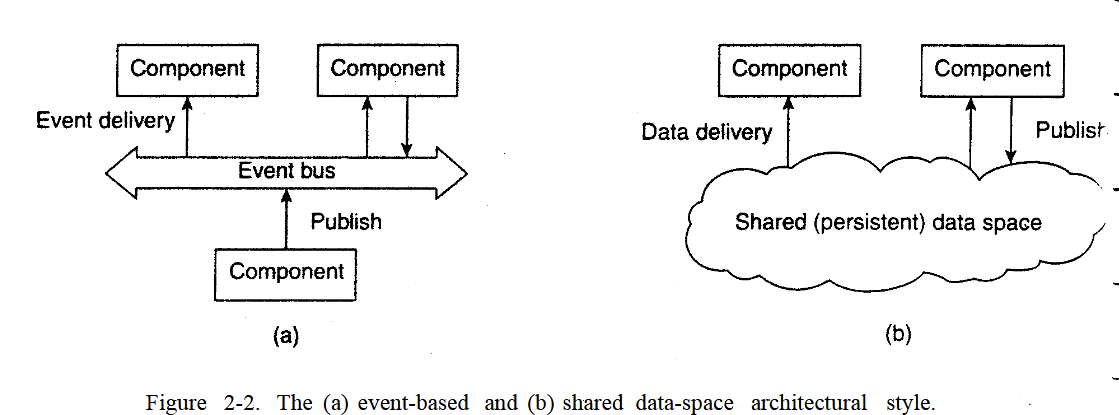 Component
Component
Event delivery
Event bus
Publish
Component
(a)
Component
Component
Data delivery
Publish
Shared (persistent) data space
(b)
Figure 2-2. The (a) event-based and (b) shared data-space architectural style.